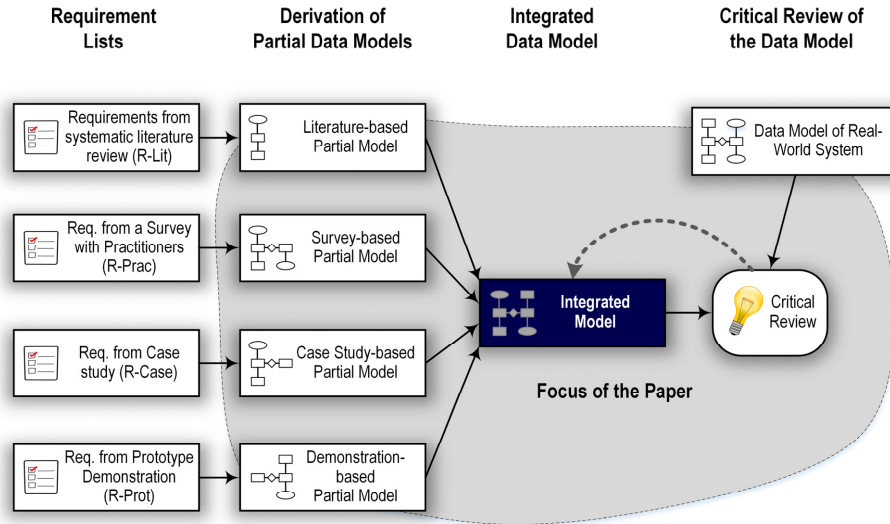 Requirement
Lists
Derivation of
Partial Data Models
Integrated
Data Model
Critical Review of
the Data Model
Requirements from
systematic literature
review (R-Lit)
Literature-based
Partial Model
Data Model of Real-
World System
Req. from a Survey
with Practitioners
(R-Prac)
Survey-based
Partial Model
Integrated
Model
Critical
Review
Req. from Case
study (R-Case)
Case Study-based
Partial Model
Focus of the Paper
Req. from Prototype
Demonstration
(R-Prot)
Demonstration-
based
Partial Model